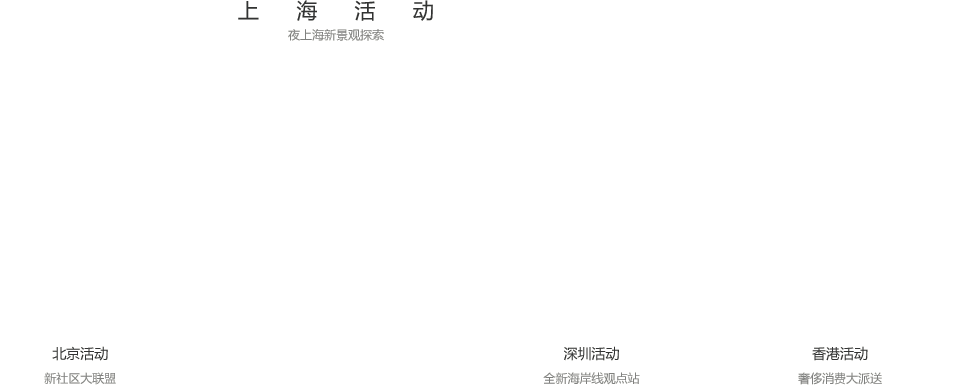 上海活动
夜上海新景观探索
北京活动
新社区大联盟
深圳活动
全新海岸线观点站
香港活动
奢侈消费大派送